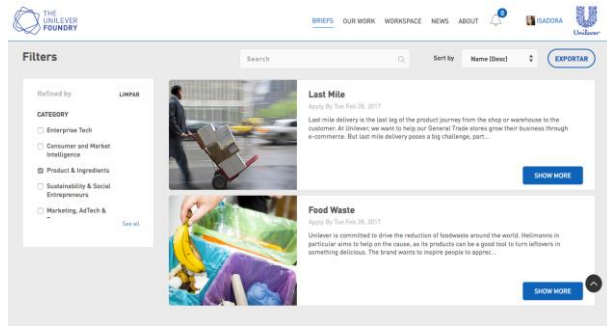 THE
UNILEVER
FOUNDRY
BRIEFS OUR WORK WORKSPACE NEWS ABOUT ISADORA
Unilever
Filters
Search
Sort by Name (Desc) EXPORTAR
Refined by LIMPAR
CATEGORY
Enterprise Tech
Consumer and Market
Intelligence
Product & Ingredients
Sustainability & Social
Entrepreneurs
Marketing, AdTech &
See all
Last Mile
Apply By Tue Feb 28, 2017
Last mile delivery is the last leg of the product journey from the shop or warehouse to the
customer. At Unilever, we want to help our General Trade stores grow their business through
e-commerce. But last mile delivery poses a big challenge, part...
SHOW MORE
Food Waste
Apply By Tue Feb 28, 2017
Unilever is committed to drive the reduction of foodwaste around the world. Hellmanns in
particular aims to help on the cause, as its products can be a good tool to turn leftovers in
something delicious. The brand wants to inspire people to apprec...
SHOW MORE